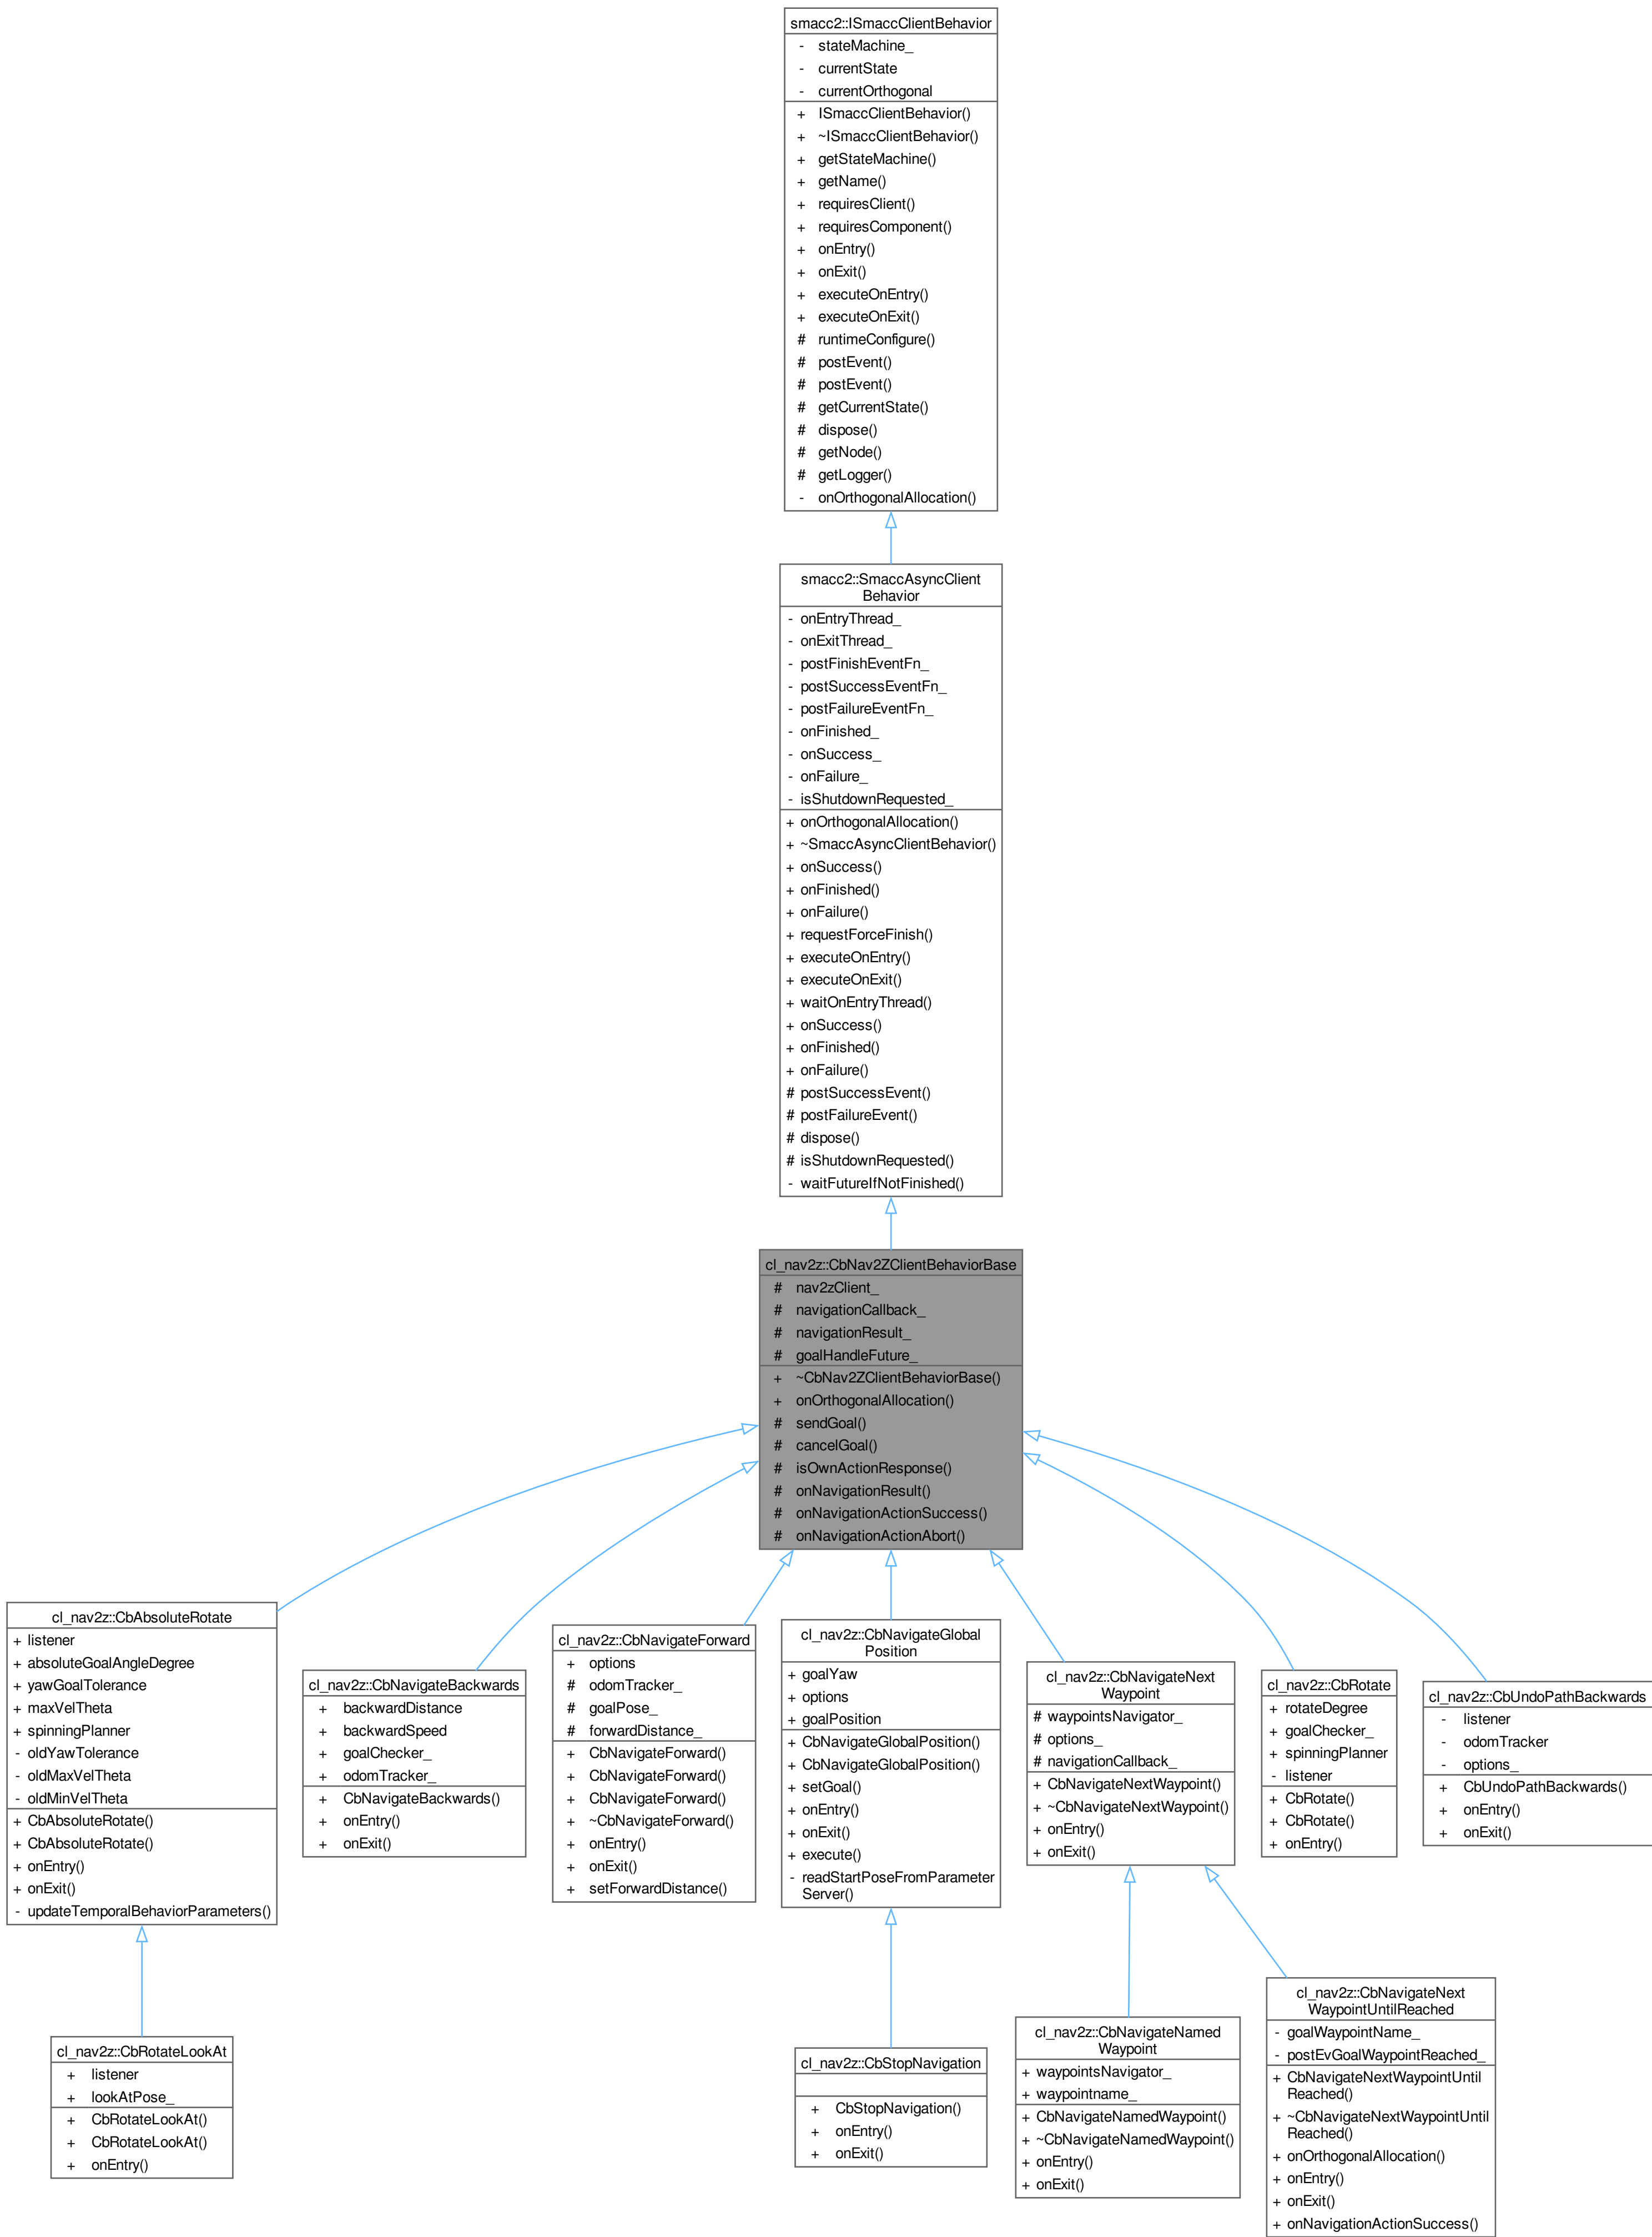 smacc2::ISmaccClientBehavior
- stateMachine_
- currentState
- currentOrthogonal
+ ISmaccClientBehavior()
+ ~ISmaccClientBehavior()
+ getStateMachine()
+ getName()
+ requiresClient()
+ requiresComponent()
+ onEntry()
+ onExit()
+ executeOnEntry()
+ executeOnExit()
# runtimeConfigure()
# postEvent()
# postEvent()
# getCurrentState()
# dispose()
# getNode()
# getLogger()
- onOrthogonalAllocation()
smacc2::SmaccAsyncClient
Behavior
- onEntryThread_
- onExitThread_
- postFinishEventFn_
- postSuccessEventFn_
- postFailureEventFn_
- onFinished_
- onSuccess_
- onFailure_
- isShutdownRequested_
+ onOrthogonalAllocation()
+ ~SmaccAsyncClientBehavior()
+ onSuccess()
+ onFinished()
+ onFailure()
+ requestForceFinish()
+ executeOnEntry()
+ executeOnExit()
+ waitOnEntryThread()
+ onSuccess()
+ onFinished()
+ onFailure()
# postSuccessEvent()
# postFailureEvent()
# dispose()
# isShutdownRequested()
- waitFutureIfNotFinished()
cl_nav2z::CbNav2ZClientBehaviorBase
# nav2zClient_
# navigationCallback_
# navigationResult_
# goalHandleFuture_
+ ~CbNav2ZClientBehaviorBase()
+ onOrthogonalAllocation()
# sendGoal()
# cancelGoal()
# isOwnActionResponse()
# onNavigationResult()
# onNavigationActionSuccess()
# onNavigationActionAbort()
cl_nav2z::CbAbsoluteRotate
+ listener
+ absoluteGoalAngleDegree
+ yawGoalTolerance
+ maxVelTheta
+ spinningPlanner
- oldYawTolerance
- oldMaxVelTheta
- oldMinVelTheta
+ CbAbsoluteRotate()
+ CbAbsoluteRotate()
+ onEntry()
+ onExit()
- updateTemporalBehaviorParameters()
cl_nav2z::CbNavigateBackwards
+ backwardDistance
+ backwardSpeed
+ goalChecker_
+ odomTracker_
+ CbNavigateBackwards()
+ onEntry()
+ onExit()
cl_nav2z::CbNavigateForward
+ options
# odomTracker_
# goalPose_
# forwardDistance_
+ CbNavigateForward()
+ CbNavigateForward()
+ CbNavigateForward()
+ ~CbNavigateForward()
+ onEntry()
+ onExit()
+ setForwardDistance()
cl_nav2z::CbNavigateGlobal
Position
+ goalYaw
+ options
+ goalPosition
+ CbNavigateGlobalPosition()
+ CbNavigateGlobalPosition()
+ setGoal()
+ onEntry()
+ onExit()
+ execute()
- readStartPoseFromParameter
Server()
cl_nav2z::CbNavigateNext
Waypoint
# waypointsNavigator_
# options_
# navigationCallback_
+ CbNavigateNextWaypoint()
+ ~CbNavigateNextWaypoint()
+ onEntry()
+ onExit()
cl_nav2z::CbRotate
+ rotateDegree
+ goalChecker_
+ spinningPlanner
- listener
+ CbRotate()
+ CbRotate()
+ onEntry()
cl_nav2z::CbUndoPathBackwards
- listener
- odomTracker
- options_
+ CbUndoPathBackwards()
+ onEntry()
+ onExit()
cl_nav2z::CbRotateLookAt
+ listener
+ lookAtPose_
+ CbRotateLookAt()
+ CbRotateLookAt()
+ onEntry()
cl_nav2z::CbStopNavigation
+ CbStopNavigation()
+ onEntry()
+ onExit()
cl_nav2z::CbNavigateNamed
Waypoint
+ waypointsNavigator_
+ waypointname_
+ CbNavigateNamedWaypoint()
+ ~CbNavigateNamedWaypoint()
+ onEntry()
+ onExit()
cl_nav2z::CbNavigateNext
WaypointUntilReached
- goalWaypointName_
- postEvGoalWaypointReached_
+ CbNavigateNextWaypointUntil
Reached()
+ ~CbNavigateNextWaypointUntil
Reached()
+ onOrthogonalAllocation()
+ onEntry()
+ onExit()
+ onNavigationActionSuccess()